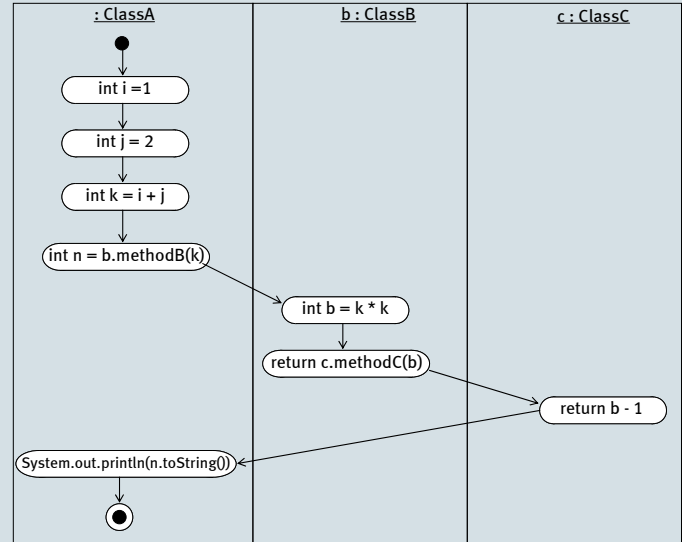 : ClassA
b : ClassB
c : ClassC
int i =1
int j = 2
int k = i + j
int n = b.methodB(k)
int b = k * k
return c.methodC(b)
return b - 1
System.out.println(n.toString())